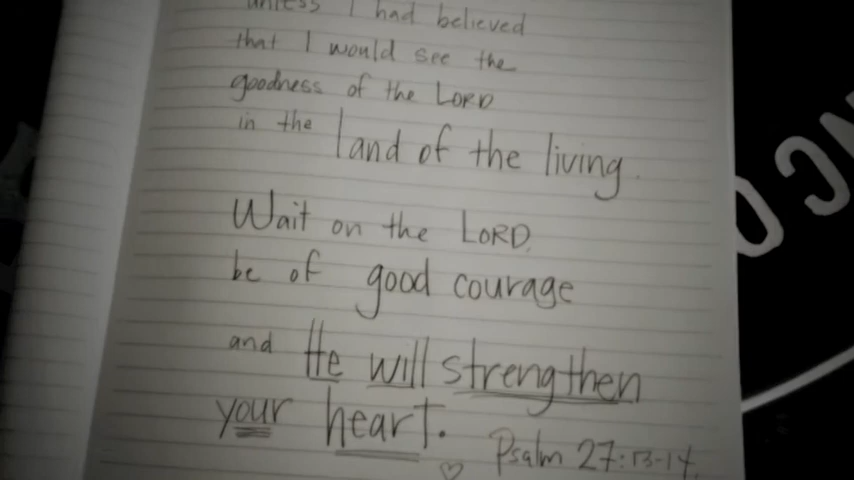 unless I had believed
that I would see the
goodness of the LORD
in the land of the living.
Wait on the LORD,
be of good courage
and He will strengthen
your heart.
Psalm 27:13-14.